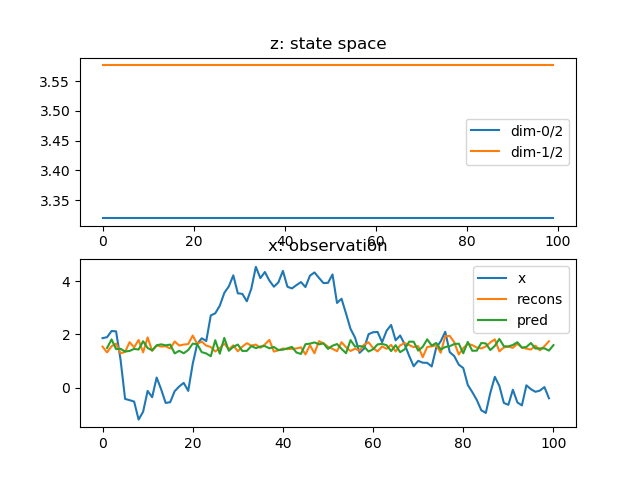 z: state space
3.55
3.50
3.45
3.40
3.35
dim-0/2
dim-1/2
0 20 40 60 80 100
x: observation
4
2
0
x
recons
pred
0 20 40 60 80 100